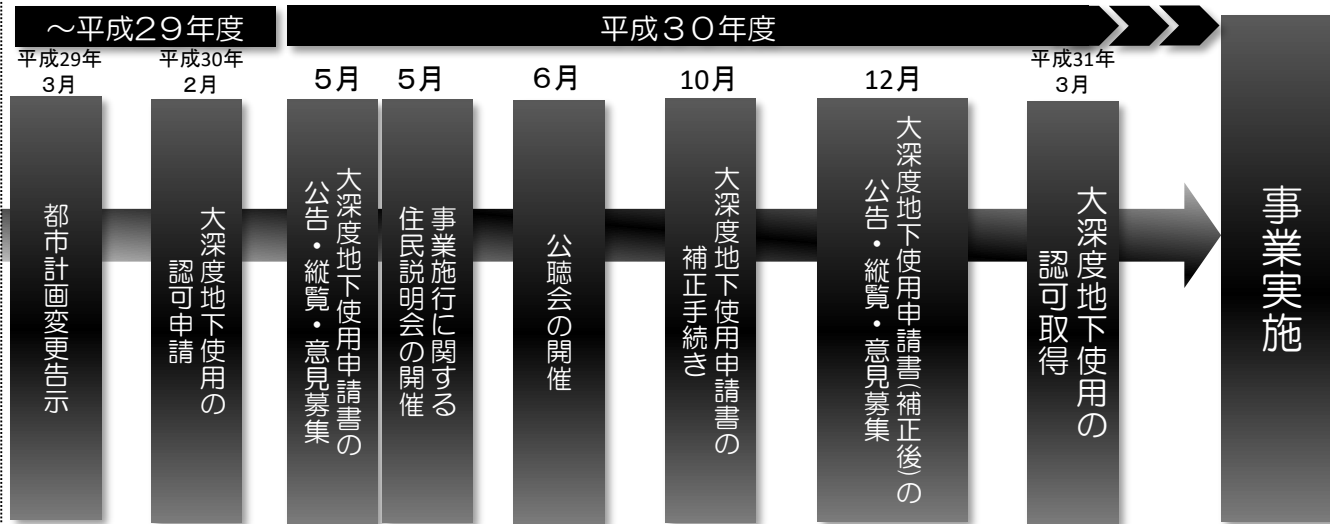 ～平成２９年度
平成３０年度
平成29年
３月
都市計画変更告示
平成30年
２月
大深度地下使用の
認可申請
５月
大深度地下使用申請書の
公告・縦覧・意見募集
５月
事業施行に関する
住民説明会の開催
６月
公聴会の開催
10月
大深度地下使用申請書の
補正手続き
12月
大深度地下使用申請書(補正後)の
公告・縦覧・意見募集
平成31年
３月
大深度地下使用の
認可取得
事業実施